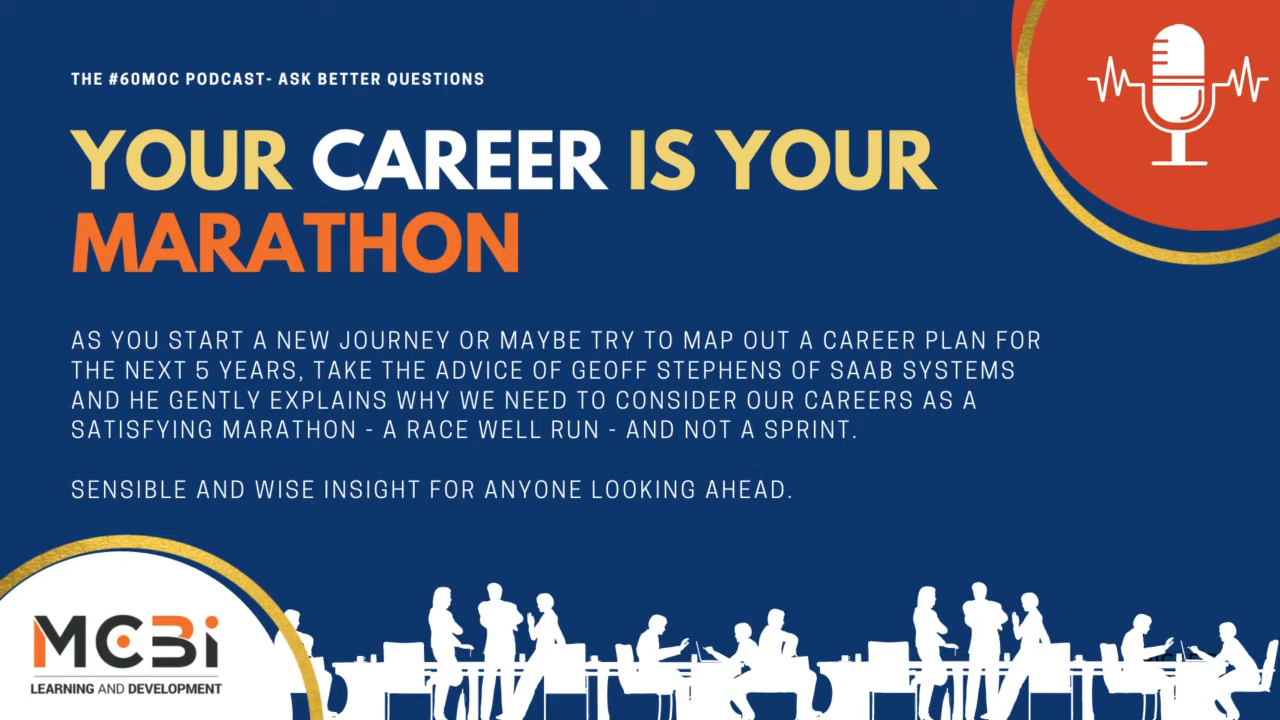 THE #60MOC PODCAST- ASK BETTER QUESTIONS
YOUR CAREER IS YOUR
MARATHON
AS YOU START A NEW JOURNEY OR MAYBE TRY TO MAP OUT A CAREER PLAN FOR
THE NEXT 5 YEARS, TAKE THE ADVICE OF GEOFF STEPHENS OF SAAB SYSTEMS
AND HE GENTLY EXPLAINS WHY WE NEED TO CONSIDER OUR CAREERS AS A
SATISFYING MARATHON - A RACE WELL RUN - AND NOT A SPRINT.
SENSIBLE AND WISE INSIGHT FOR ANYONE LOOKING AHEAD.
MCBi
LEARNING AND DEVELOPMENT